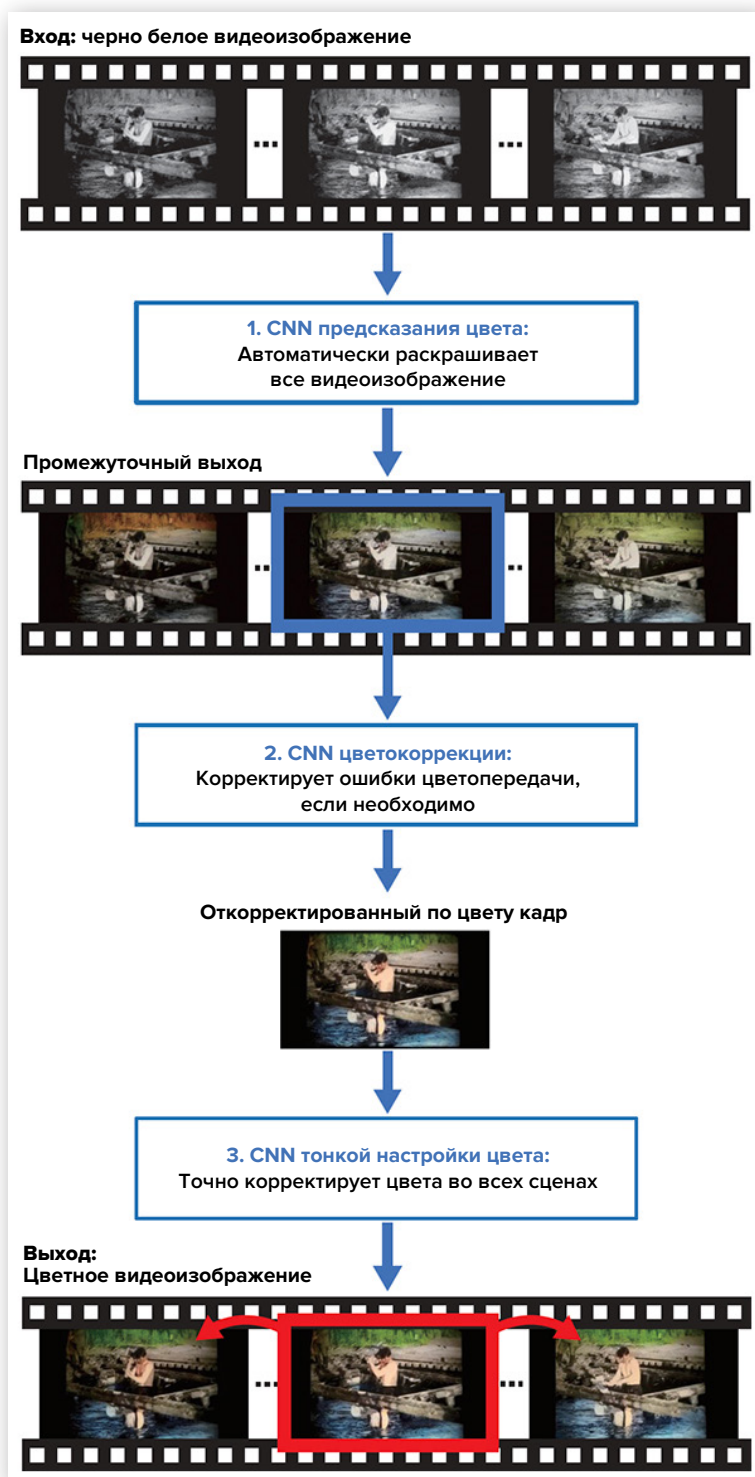 Вход: черно белое видеоизображение
1. CNN предсказания цвета:
Автоматически раскрашивает
все видеоизображение
Промежуточный выход
2. CNN цветокоррекции:
Корректирует ошибки цветопередачи,
если необходимо
Откорректированный по цвету кадр
3. CNN тонкой настройки цвета:
Точно корректирует цвета во всех сценах
Выход:
Цветное видеоизображение